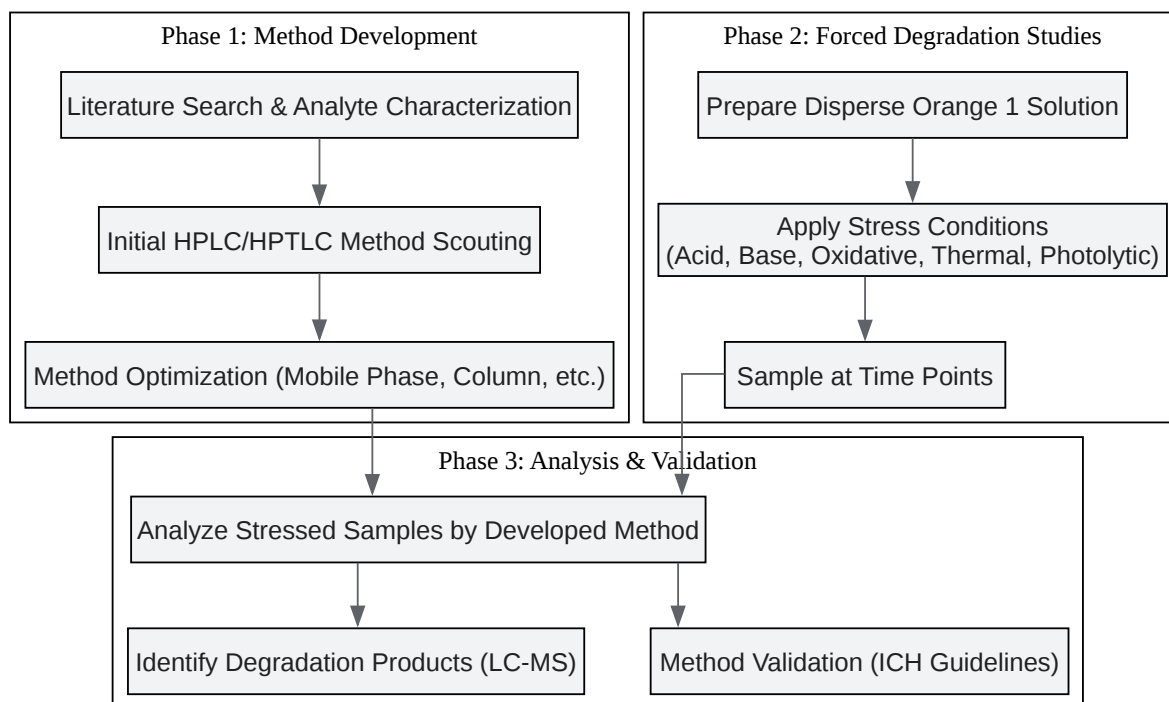 Phase 1: Method Development
Literature Search & Analyte Characterization
Initial HPLC/HPTLC Method Scouting
Method Optimization (Mobile Phase, Column, etc.)
Phase 2: Forced Degradation Studies
Prepare Disperse Orange 1 Solution
Apply Stress Conditions
(Acid, Base, Oxidative, Thermal, Photolytic)
Sample at Time Points
Phase 3: Analysis & Validation
Analyze Stressed Samples by Developed Method
Identify Degradation Products (LC-MS)
Method Validation (ICH Guidelines)